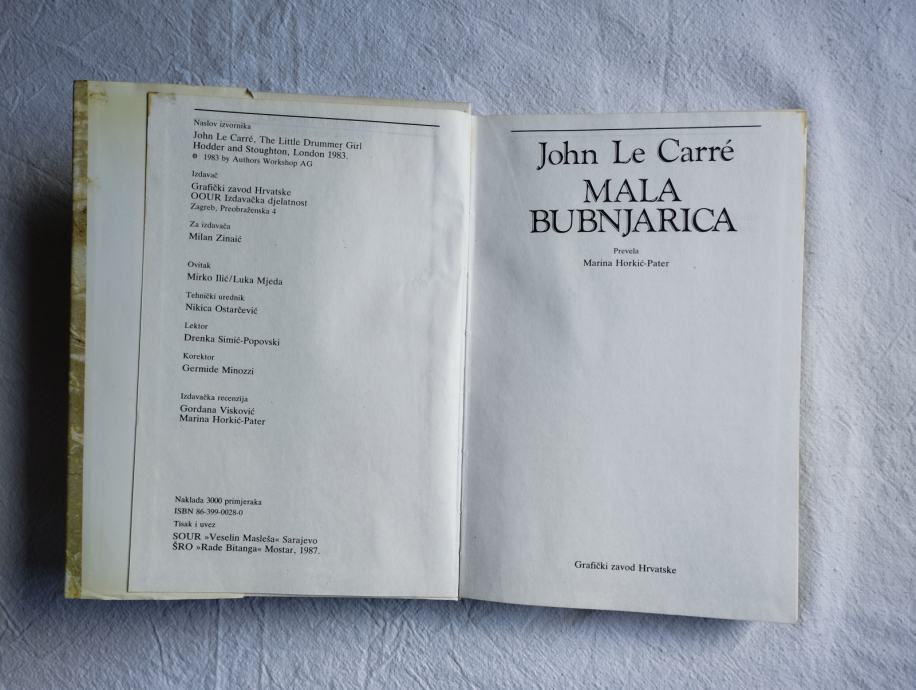 Naslov izvornika
John Le Carré, The Little Drummer Girl
Hodder and Stoughton, London 1983.
© 1983 by Authors Workshop AG
Izdavač
Grafički zavod Hrvatske
OOUR Izdavačka djelatnost
Zagreb, Preobraženska 4
Za izdavača
Milan Zinaić
Ovitak
Mirko Ilić/Luka Mjeda
Tehnički urednik
Nikica Ostarčević
Lektor
Drenka Simić-Popovski
Korektor
Germide Minozzi
Izdavačka recenzija
Gordana Visković
Marina Horkić-Pater
Naklada 3000 primjeraka
ISBN 86-399-0028-0
Tisak i uvez
SOUR »Veselin Masleša« Sarajevo
ŠRO »Rade Bitanga« Mostar, 1987.
John Le Carré
MALA
BUBNJARICA
Prevela
Marina Horkić-Pater
Grafički zavod Hrvatske